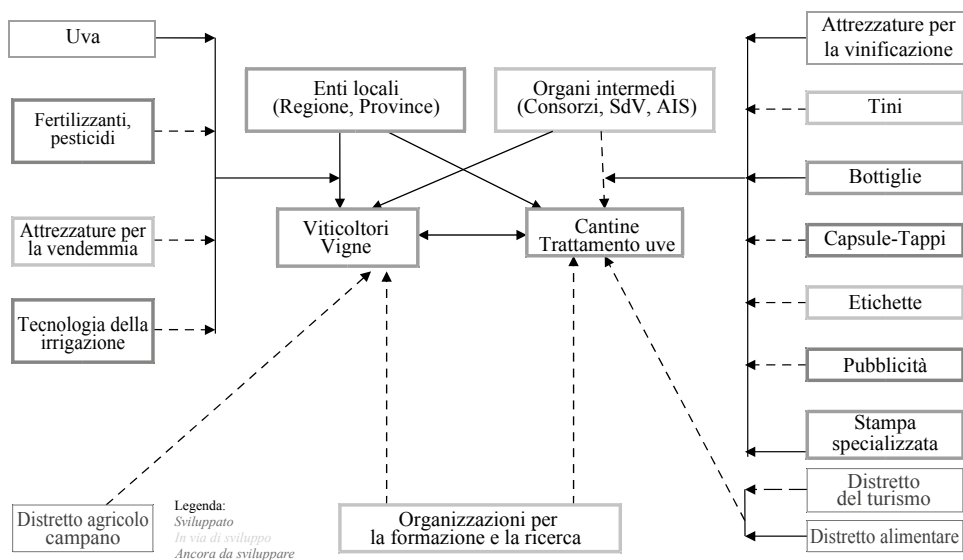 Uva
Fertilizzanti,
pesticidi
Attrezzature per
la vendemmia
Tecnologia della
irrigazione
Enti locali
(Regione, Province)
Organi intermedi
(Consorzi, SdV, AIS)
Viticoltori
Vigne
Cantine
Trattamento uve
Attrezzature per
la vinificazione
Tini
Bottiglie
Capsule-Tappi
Etichette
Pubblicità
Stampa
specializzata
Distretto
del turismo
Distretto alimentare
Distretto agricolo
campano
Legenda:
Sviluppato
In via di sviluppo
Ancora da sviluppare
Organizzazioni per
la formazione e la ricerca